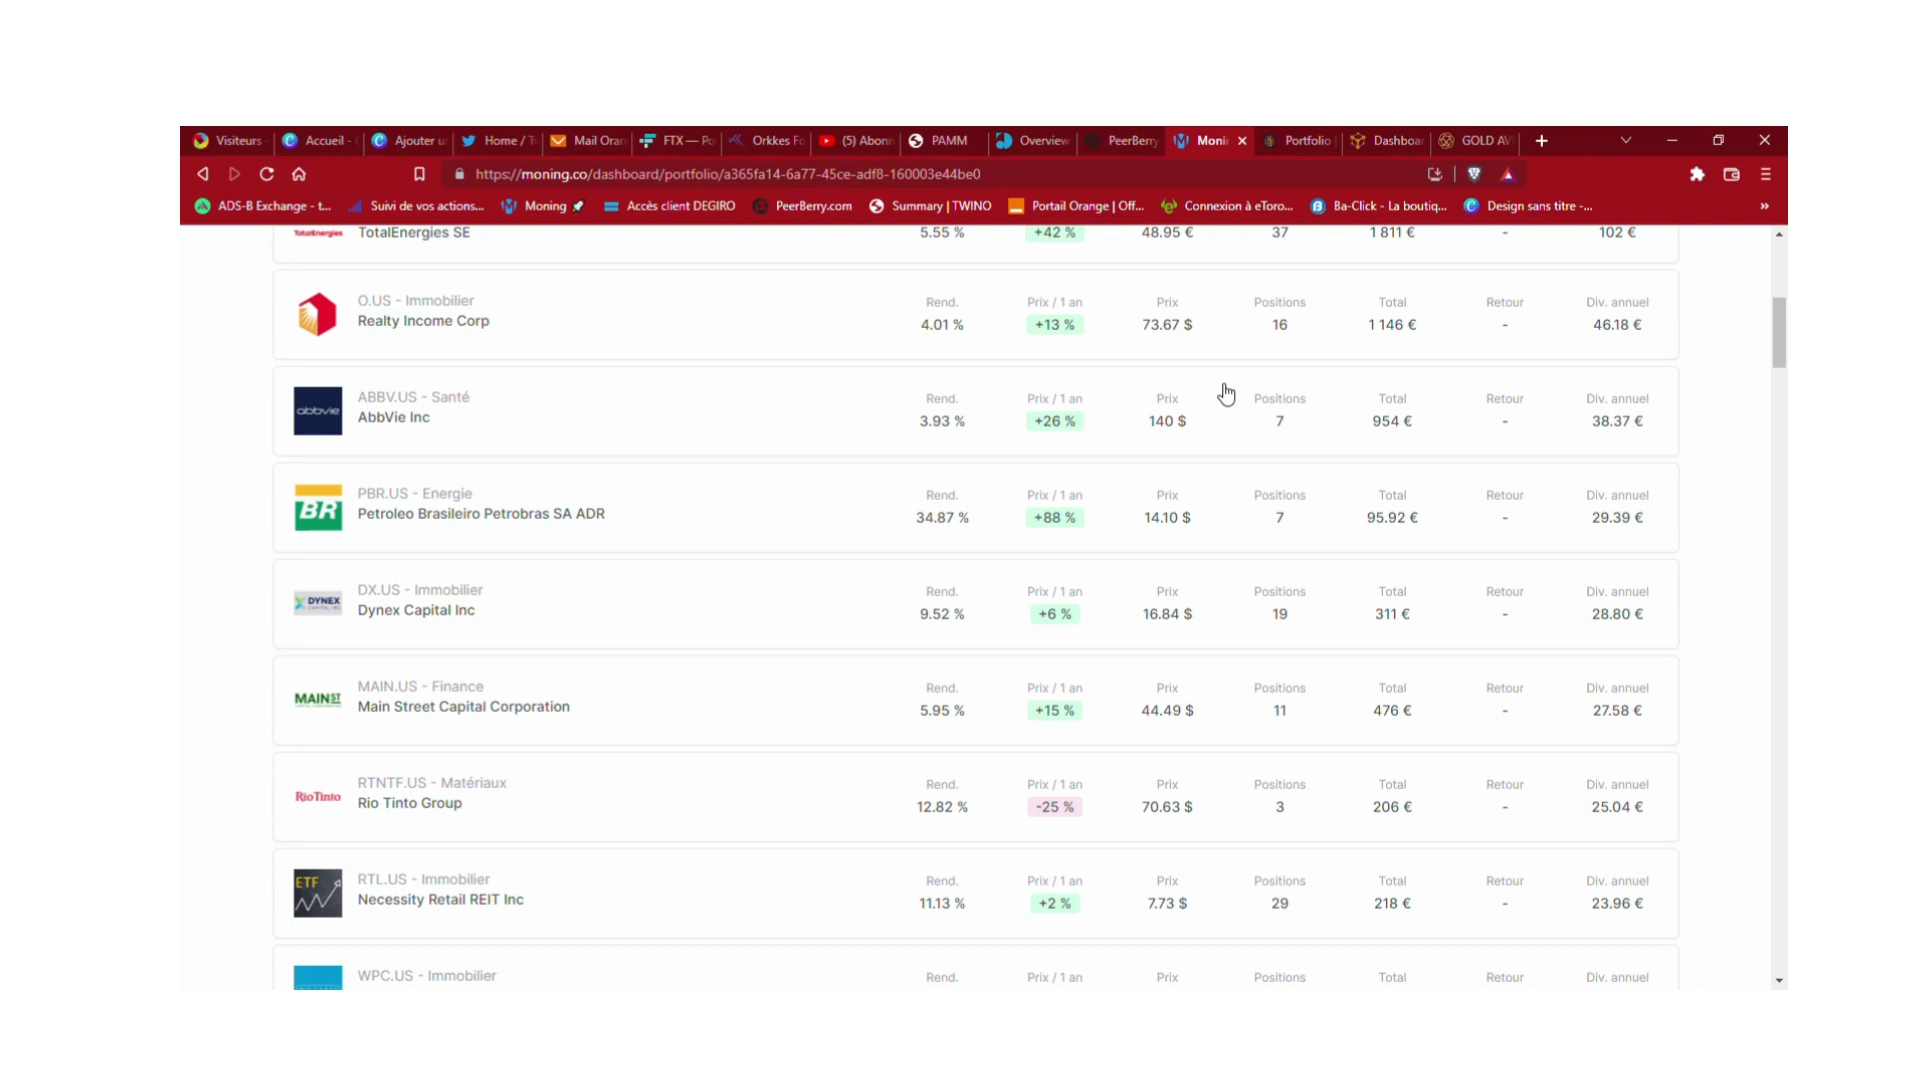 Visiteurs Accueil - Ajouter u Home / T Mail Oran FTX — Po Orkkes Fo (5) Abonn PAMM Overview PeerBerry Moni Portfolio Dashboar GOLD AV
https://moning.co/dashboard/portfolio/a365fa14-6a77-45ce-adf8-160003e44be0
ADS-B Exchange - t... Suivi de vos actions... Moning Accès client DEGIRO PeerBerry.com Summary | TWINO Portail Orange | Off... Connexion à eToro... Ba-Click - La boutiq... Design sans titre -... »
TotalEnergies TotalEnergies SE 5.55 % +42 % 48.95 € 37 1 811 € - 102 €
O.US - Immobilier Rend. Prix / 1 an Prix Positions Total Retour Div. annuel
Realty Income Corp 4.01 % +13 % 73.67 $ 16 1 146 € - 46.18 €
abbvie
ABBV.US - Santé Rend. Prix / 1 an Prix Positions Total Retour Div. annuel
AbbVie Inc 3.93 % +26 % 140 $ 7 954 € - 38.37 €
BR
PBR.US - Energie Rend. Prix / 1 an Prix Positions Total Retour Div. annuel
Petroleo Brasileiro Petrobras SA ADR 34.87 % +88 % 14.10 $ 7 95.92 € - 29.39 €
DYNEX
DX.US - Immobilier Rend. Prix / 1 an Prix Positions Total Retour Div. annuel
Dynex Capital Inc 9.52 % +6 % 16.84 $ 19 311 € - 28.80 €
MAIN ST
MAIN.US - Finance Rend. Prix / 1 an Prix Positions Total Retour Div. annuel
Main Street Capital Corporation 5.95 % +15 % 44.49 $ 11 476 € - 27.58 €
RioTinto
RTNTF.US - Matériaux Rend. Prix / 1 an Prix Positions Total Retour Div. annuel
Rio Tinto Group 12.82 % -25 % 70.63 $ 3 206 € - 25.04 €
ETF
RTL.US - Immobilier Rend. Prix / 1 an Prix Positions Total Retour Div. annuel
Necessity Retail REIT Inc 11.13 % +2 % 7.73 $ 29 218 € - 23.96 €
WPC.US - Immobilier Rend. Prix / 1 an Prix Positions Total Retour Div. annuel